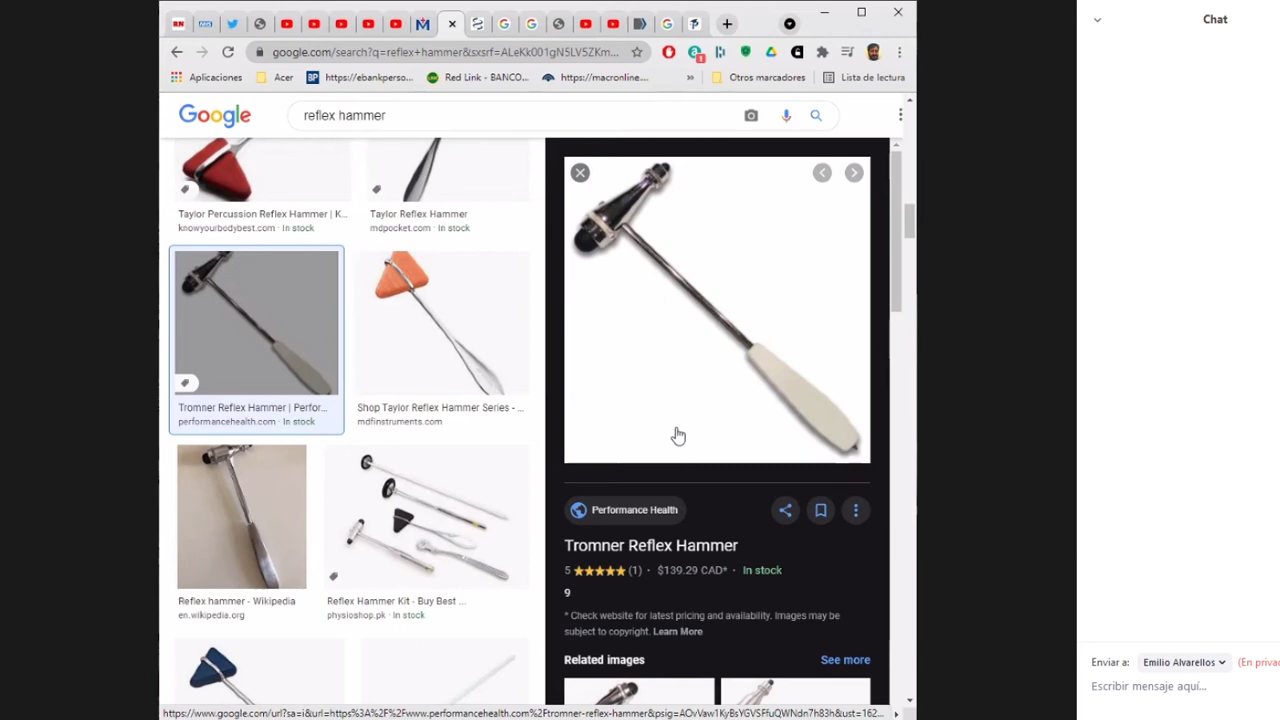 Chat
google.com/search?q=reflex+hammer&sxsrf=ALeKk001gN5LV5ZKm...
1
Aplicaciones
Acer
BP https://ebankperso...
Red Link - BANCO...
https://macronline....
»
Otros marcadores
Lista de lectura
Google
reflex hammer
Taylor Percussion Reflex Hammer | K...
knowyourbodybest.com · In stock
Taylor Reflex Hammer
mdpocket.com · In stock
Tromner Reflex Hammer | Perfor...
performancehealth.com · In stock
Shop Taylor Reflex Hammer Series - ...
mdfinstruments.com
Reflex hammer - Wikipedia
en.wikipedia.org
Reflex Hammer Kit - Buy Best ...
physioshop.pk · In stock
Performance Health
Tromner Reflex Hammer
5 ★★★★★ (1) · $139.29 CAD* · In stock
9
* Check website for latest pricing and availability. Images may be
subject to copyright. Learn More
Related images
See more
Enviar a: Emilio Alvarellos (En privac
Escribir mensaje aquí...